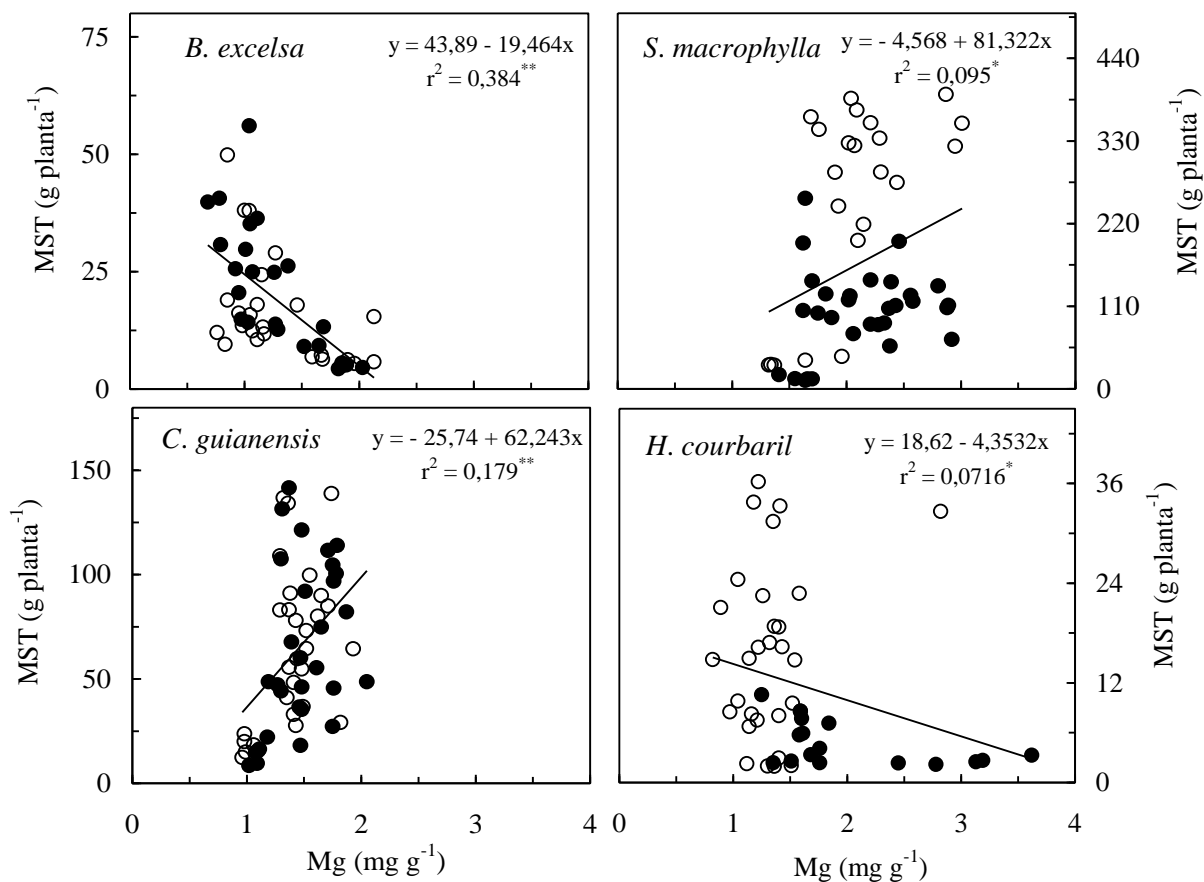 B. excelsa
y = 43,89 - 19,464x
r² = 0,384**
75
50
25
0
MST (g planta⁻¹)
S. macrophylla
y = - 4,568 + 81,322x
r² = 0,095*
440
330
220
110
0
MST (g planta⁻¹)
C. guianensis
y = - 25,74 + 62,243x
r² = 0,179**
150
100
50
0
MST (g planta⁻¹)
0 1 2 3 4
Mg (mg g⁻¹)
H. courbaril
y = 18,62 - 4,3532x
r² = 0,0716*
36
24
12
0
MST (g planta⁻¹)
0 1 2 3 4
Mg (mg g⁻¹)